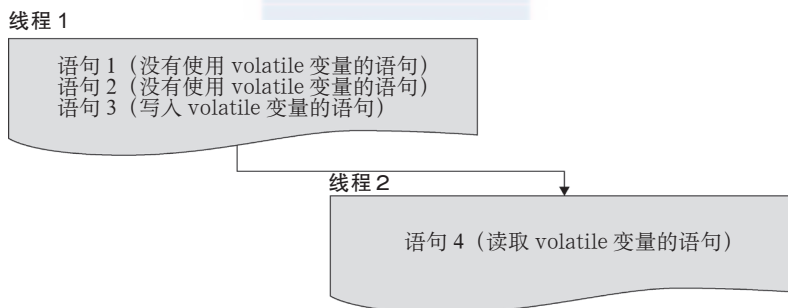 线程 1
语句 1（没有使用 volatile 变量的语句）
语句 2（没有使用 volatile 变量的语句）
语句 3（写入 volatile 变量的语句）
线程 2
语句 4（读取 volatile 变量的语句）